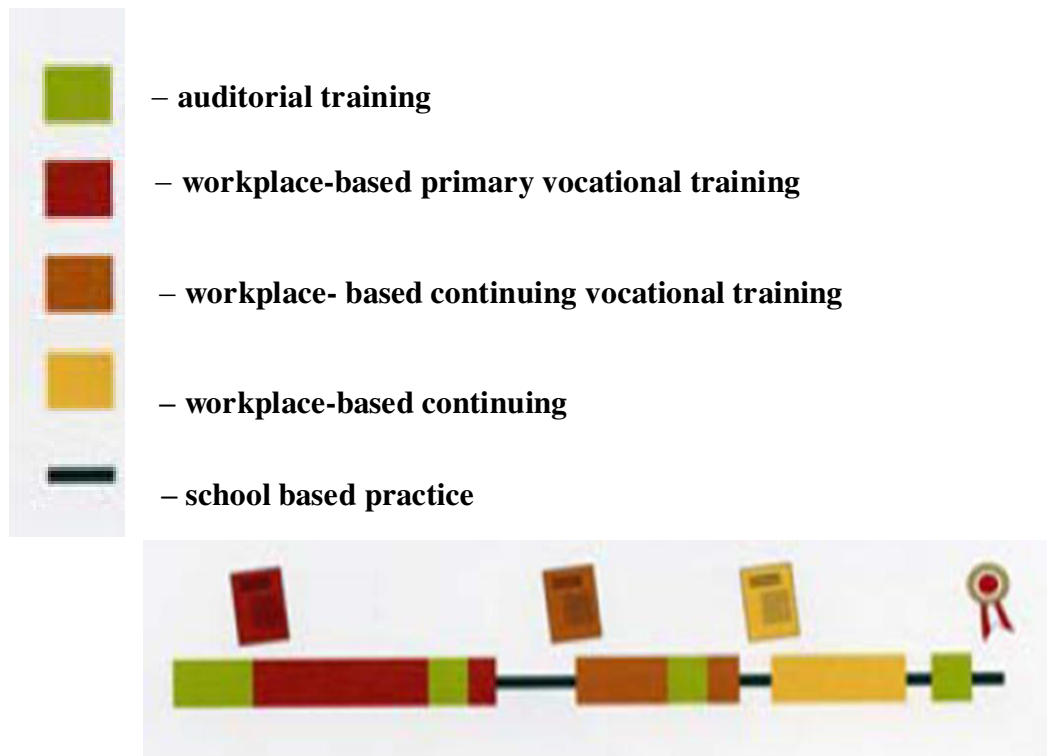 – auditorial training
– workplace-based primary vocational training
– workplace- based continuing vocational training
– workplace-based continuing
– school based practice